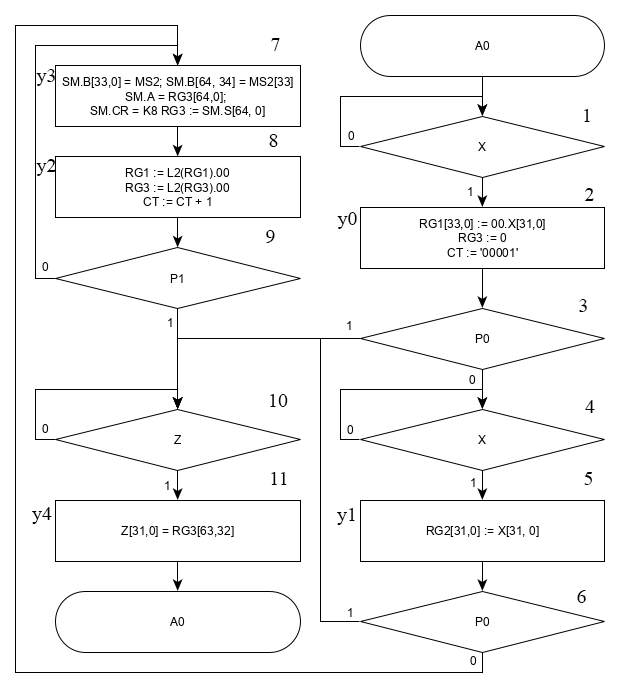 A0
1
X
0
1
2
y0
RG1[33,0] := 00.X[31,0]
RG3 := 0
CT := '00001'
3
P0
1
0
4
X
0
1
5
y1
RG2[31,0] := X[31, 0]
6
P0
1
0
7
y3
SM.B[33,0] = MS2; SM.B[64, 34] = MS2[33]
SM.A = RG3[64,0];
SM.CR = K8 RG3 := SM.S[64, 0]
8
y2
RG1 := L2(RG1).00
RG3 := L2(RG3).00
CT := CT + 1
9
P1
0
1
10
Z
0
1
11
y4
Z[31,0] = RG3[63,32]
A0